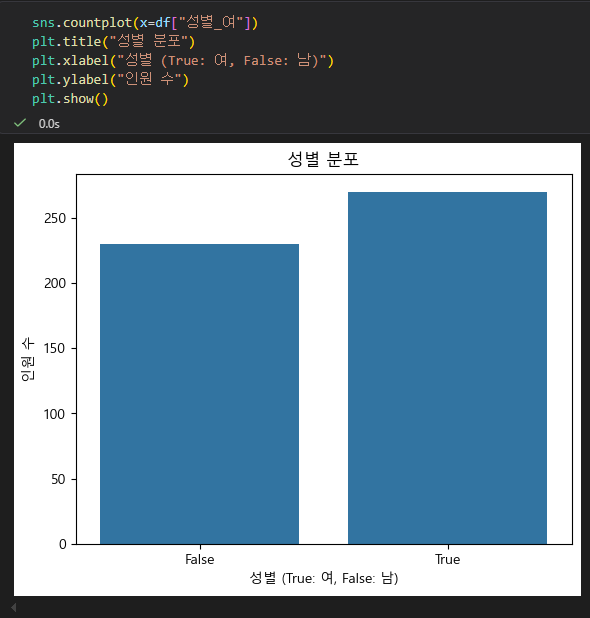 sns.countplot(x=df["성별_여"])
plt.title("성별 분포")
plt.xlabel("성별 (True: 여, False: 남)")
plt.ylabel("인원 수")
plt.show()
0.0s
성별 분포
250
200
150
100
50
0
인원 수
False True
성별 (True: 여, False: 남)